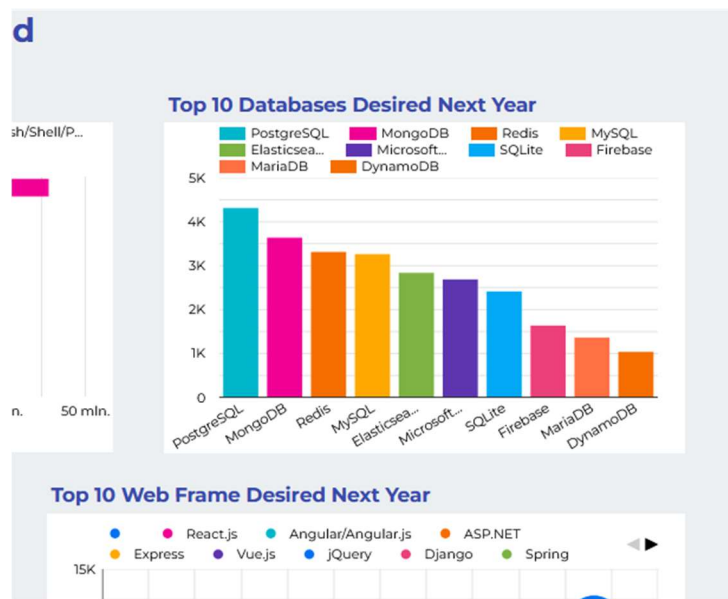 d
sh/Shell/P...
n.
50 mln.
Top 10 Databases Desired Next Year
PostgreSQL MongoDB Redis MySQL
Elasticsea... Microsoft... SQLite Firebase
MariaDB DynamoDB
5K
4K
3K
2K
1K
0
PostgreSQL MongoDB Redis MySQL Elasticsea... Microsoft... SQLite Firebase MariaDB DynamoDB
Top 10 Web Frame Desired Next Year
React.js Angular/Angular.js ASP.NET
Express Vue.js jQuery Django Spring
15K